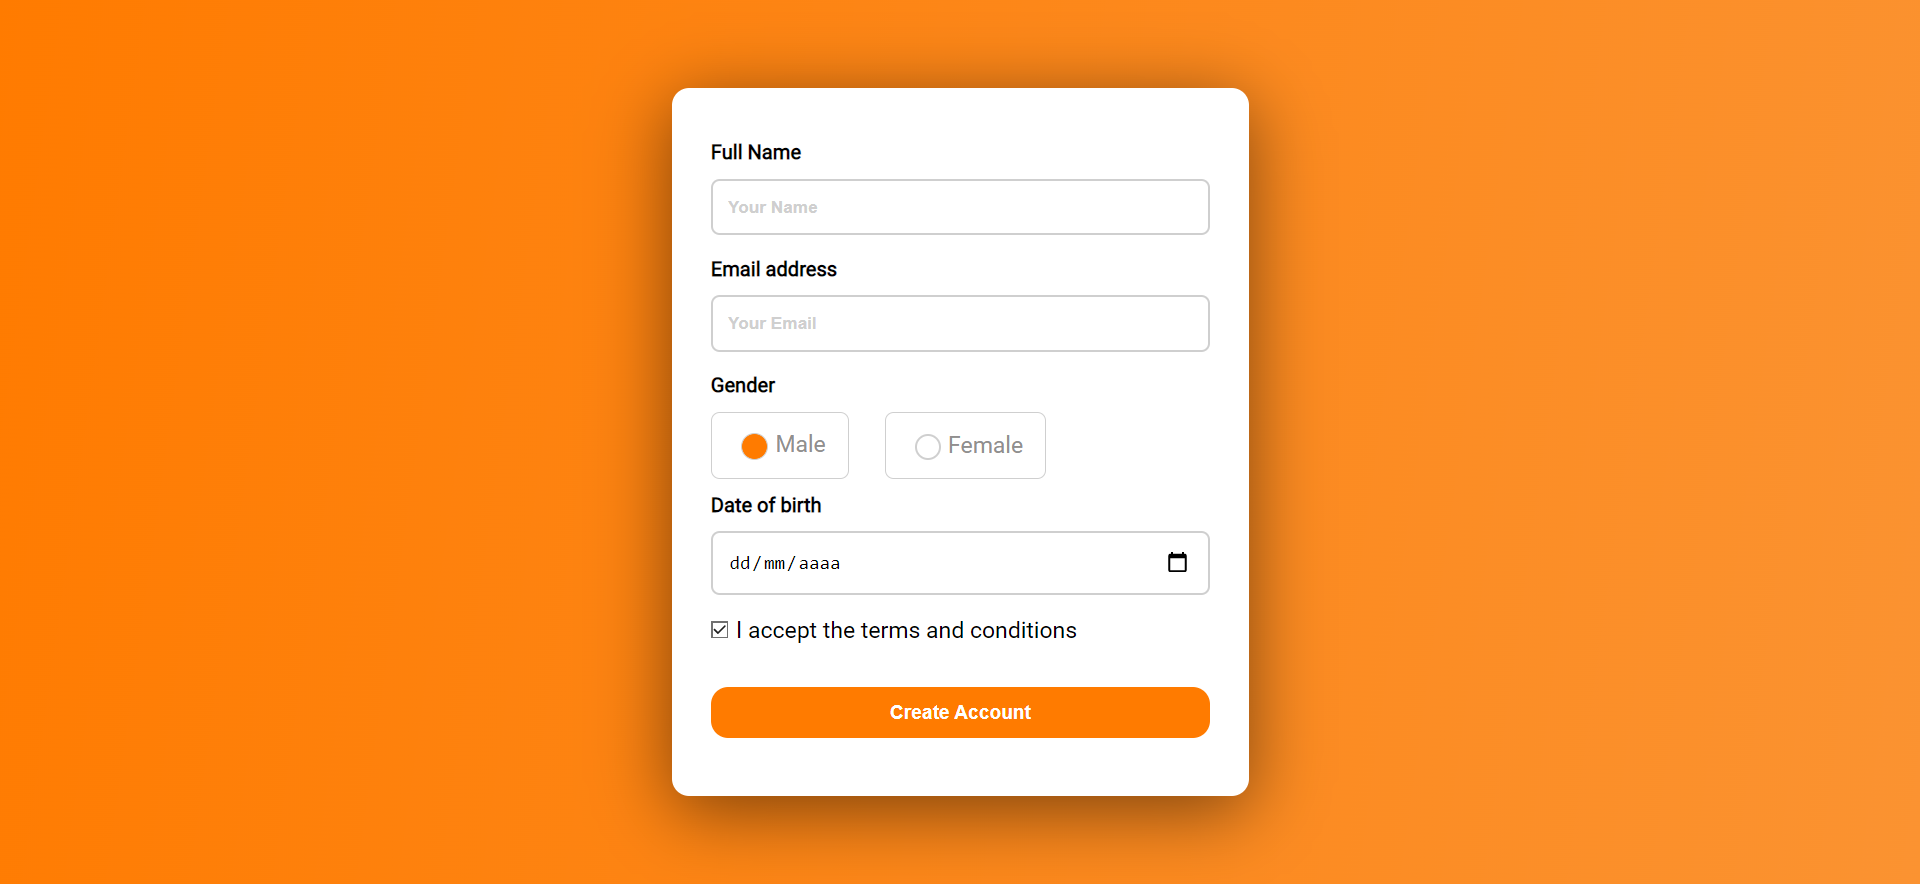 Full Name
Your Name
Email address
Your Email
Gender
Male Female
Date of birth
dd/mm/aaaa
I accept the terms and conditions
Create Account